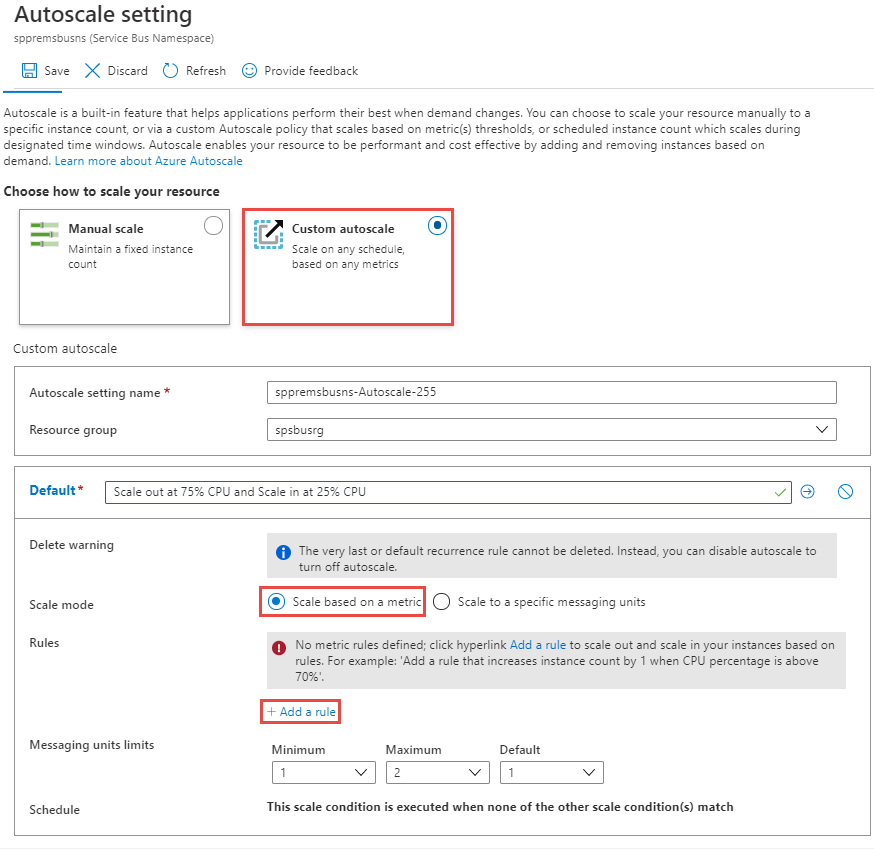 Autoscale setting
sppremsbusns (Service Bus Namespace)
Save Discard Refresh Provide feedback
Autoscale is a built-in feature that helps applications perform their best when demand changes. You can choose to scale your resource manually to a
specific instance count, or via a custom Autoscale policy that scales based on metric(s) thresholds, or scheduled instance count which scales during
designated time windows. Autoscale enables your resource to be performant and cost effective by adding and removing instances based on
demand. Learn more about Azure Autoscale
Choose how to scale your resource
Manual scale
Maintain a fixed instance
count
Custom autoscale
Scale on any schedule,
based on any metrics
Custom autoscale
Autoscale setting name *
sppremsbusns-Autoscale-255
Resource group
spsbusrg
Default*
Scale out at 75% CPU and Scale in at 25% CPU
Delete warning
The very last or default recurrence rule cannot be deleted. Instead, you can disable autoscale to
turn off autoscale.
Scale mode
Scale based on a metric
Scale to a specific messaging units
Rules
No metric rules defined; click hyperlink Add a rule to scale out and scale in your instances based on
rules. For example: 'Add a rule that increases instance count by 1 when CPU percentage is above
70%'.
+ Add a rule
Messaging units limits
Minimum Maximum Default
1 2 1
Schedule
This scale condition is executed when none of the other scale condition(s) match